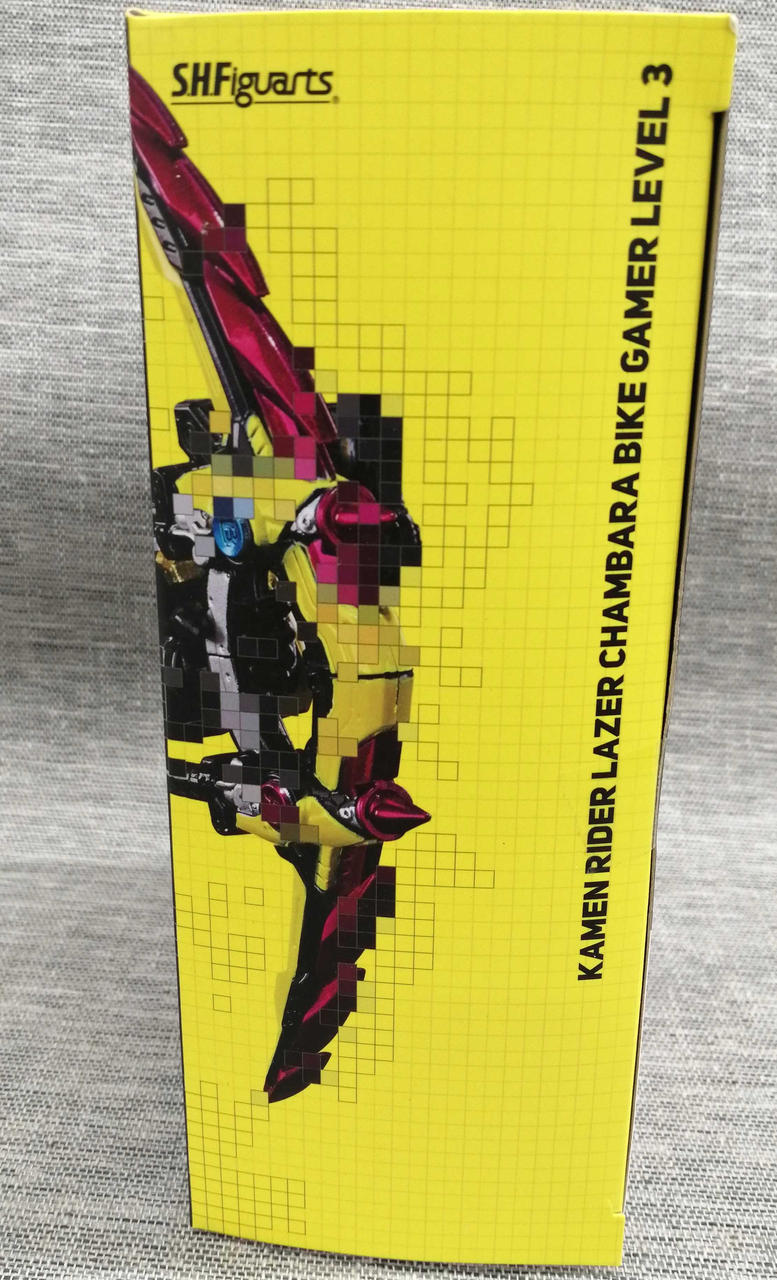 S.H.Figuarts
KAMEN RIDER LAZER CHAMBARA BIKE GAMER LEVEL 3